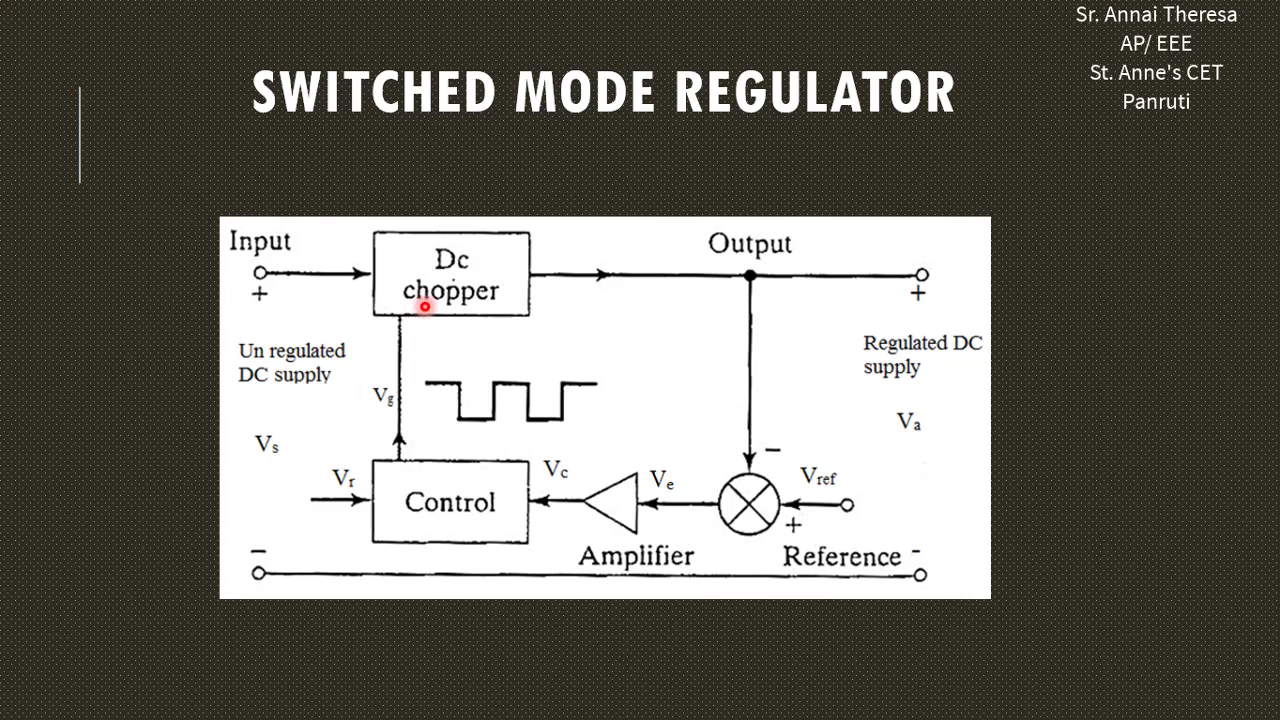 Sr. Annai Theresa
AP/ EEE
St. Anne's CET
Panruti
SWITCHED MODE REGULATOR
Input
Dc
chopper
Output
+
+
Un regulated
DC supply
Regulated DC
supply
Vg
Va
Vs
−
Vr
Control
Vc
Ve
Vref
+
Amplifier
Reference
−
-